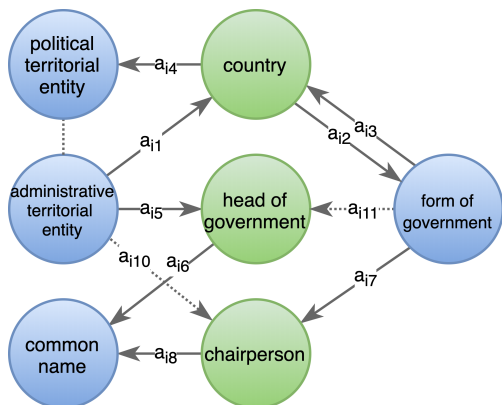 political
territorial
entity
a_i4
country
a_i1
a_i2
a_i3
administrative
territorial
entity
a_i5
head of
government
a_i11
form of
government
a_i10
a_i6
a_i7
common
name
a_i8
chairperson